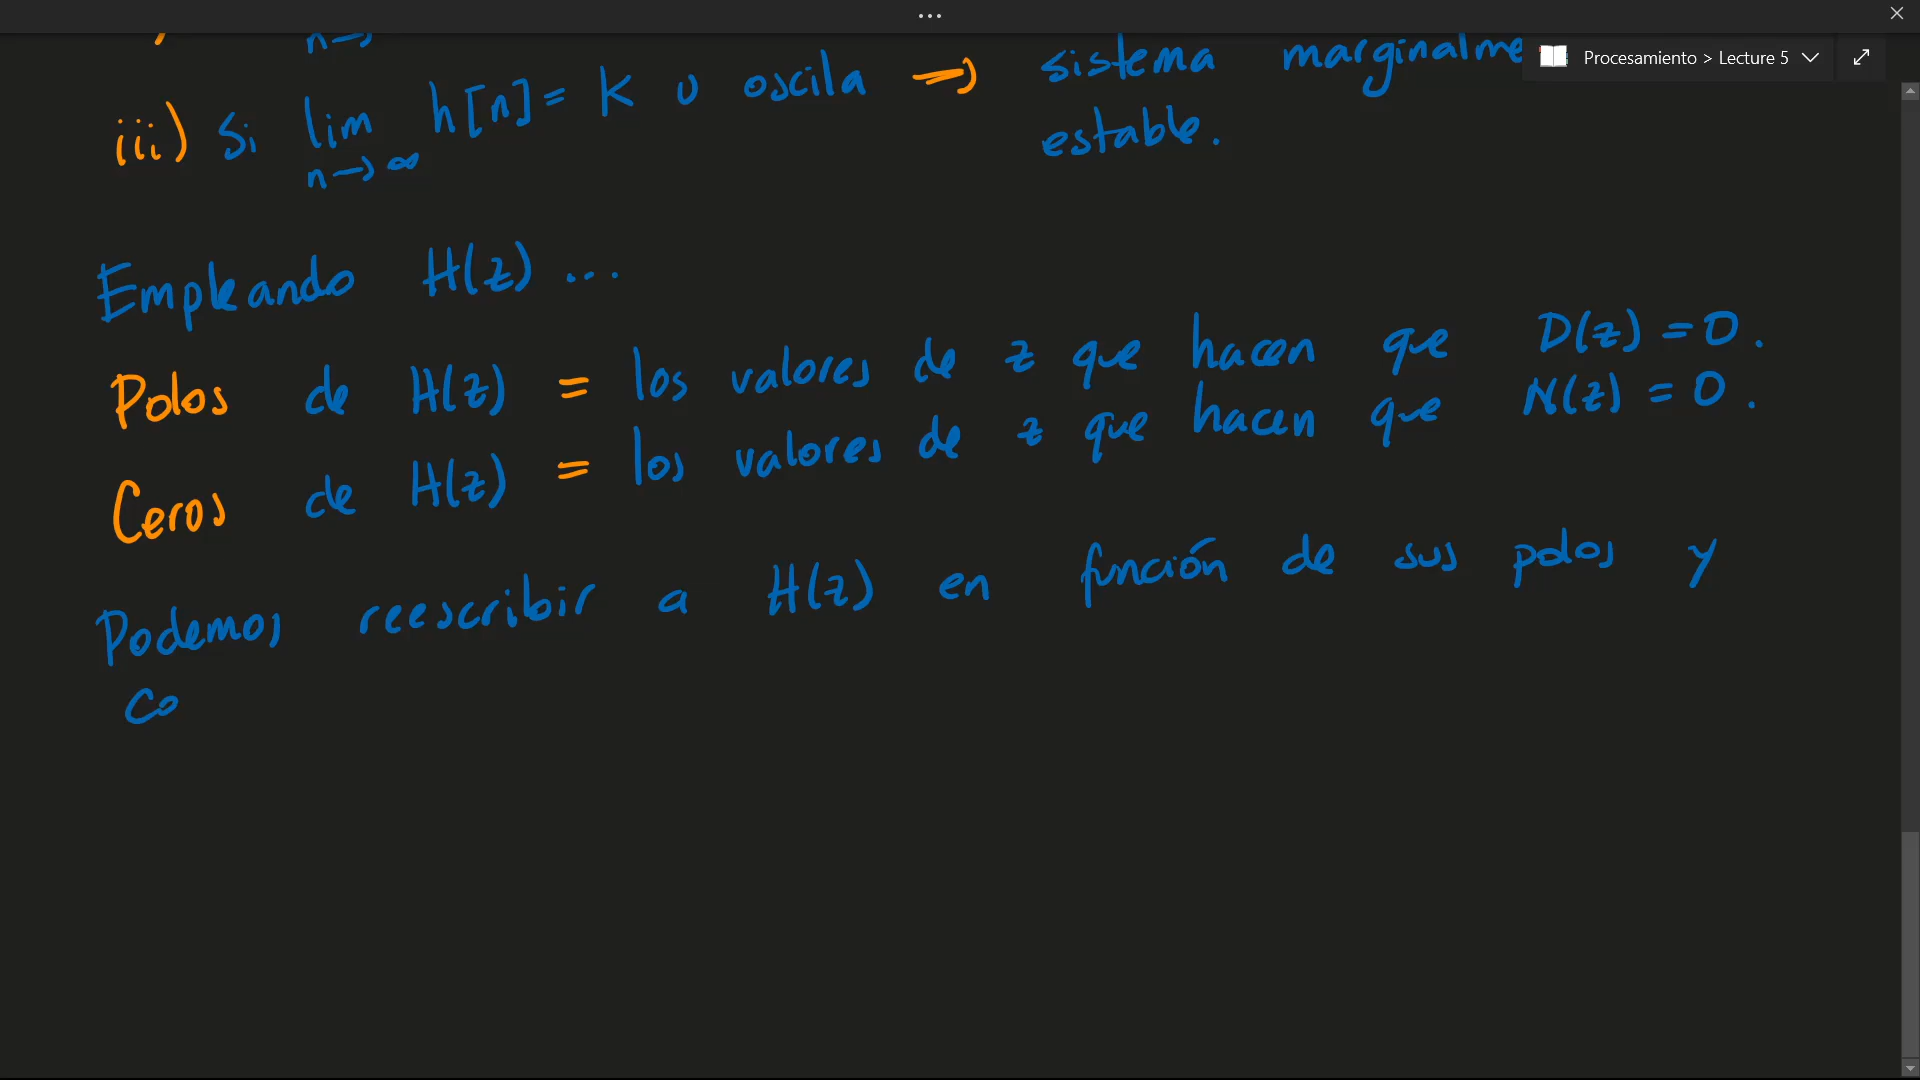 Procesamiento > Lecture 5
n→
iii) Si lim h[n] = K u oscila → sistema marginalme
n→∞
estable.
Empleando H(z) ...
Polos de H(z) = los valores de z que hacen que D(z) = 0.
Ceros de H(z) = los valores de z que hacen que N(z) = 0.
Podemos reescribir a H(z) en función de sus polos y
Co